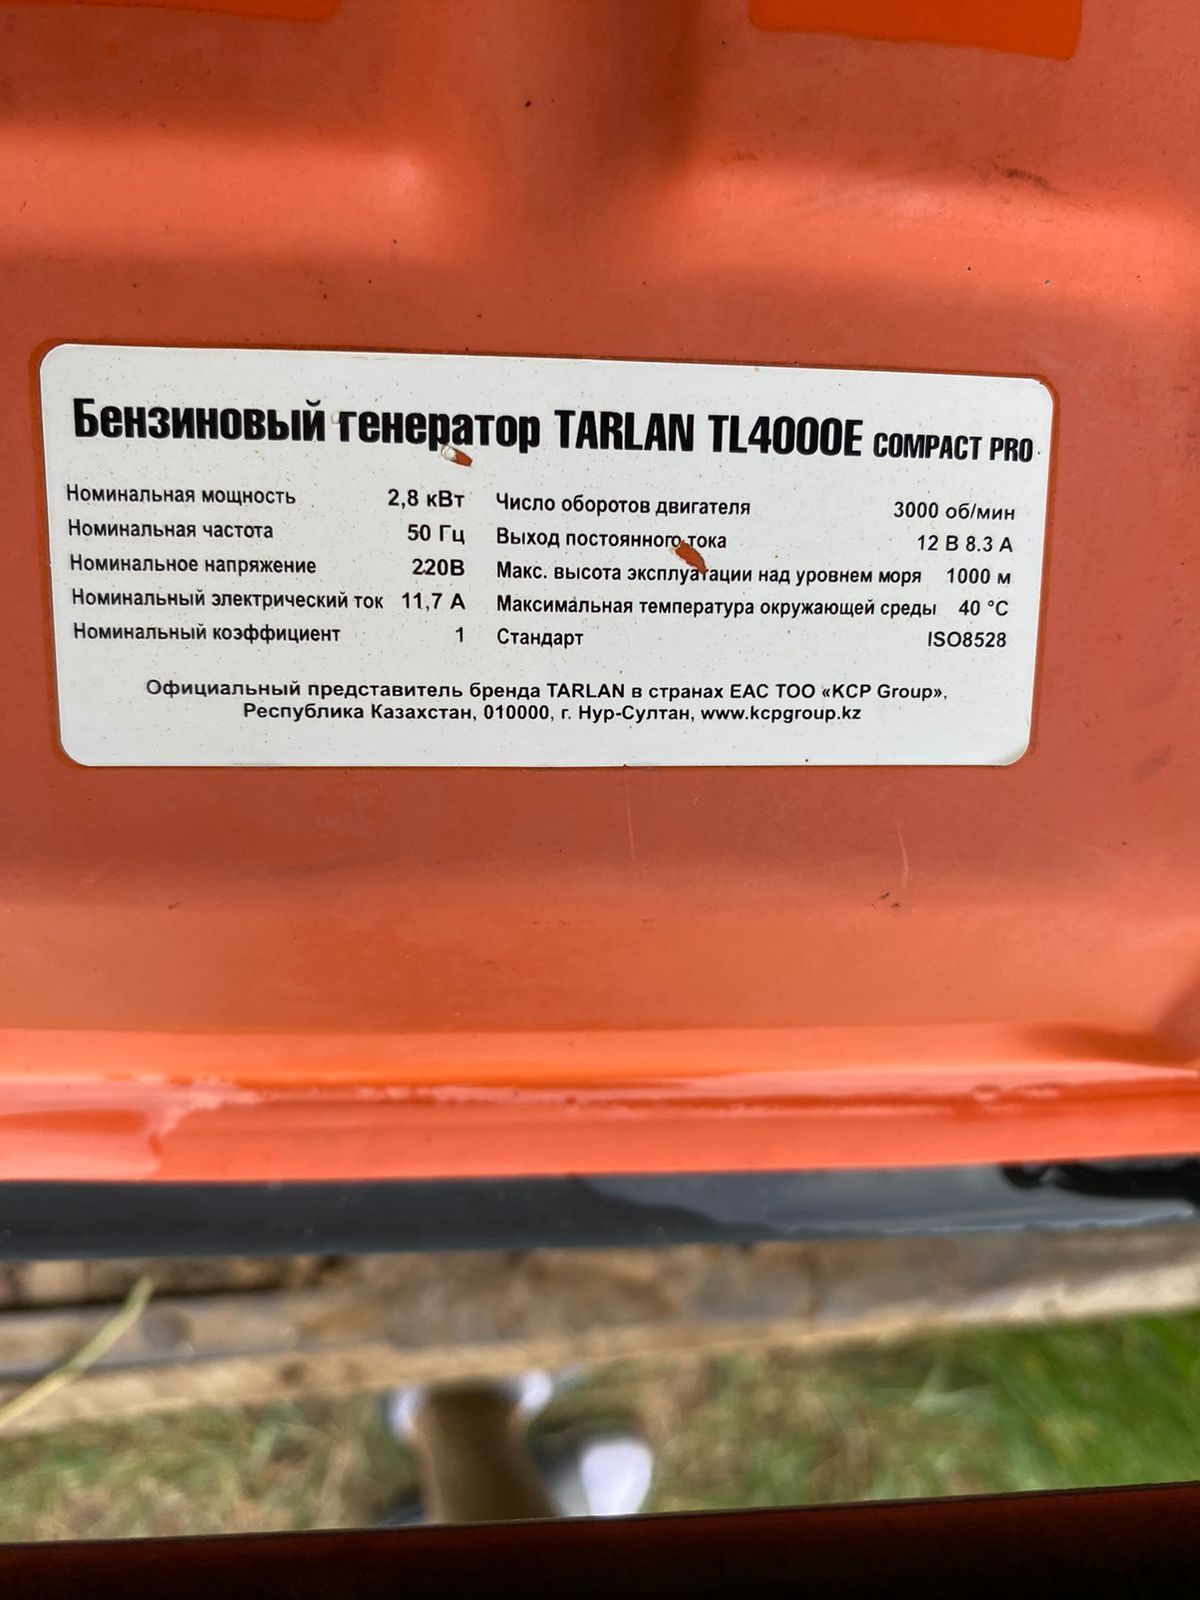 Бензиновый генератор TARLAN TL4000E COMPACT PRO
Номинальная мощность 2,8 кВт
Номинальная частота 50 Гц
Номинальное напряжение 220В
Номинальный электрический ток 11,7 А
Номинальный коэффициент 1
Число оборотов двигателя 3000 об/мин
Выход постоянного тока 12 В 8.3 А
Макс. высота эксплуатации над уровнем моря 1000 м
Максимальная температура окружающей среды 40 °C
Стандарт ISO8528
Официальный представитель бренда TARLAN в странах ЕАС ТОО «KCP Group»,
Республика Казахстан, 010000, г. Нур-Султан, www.kcpgroup.kz